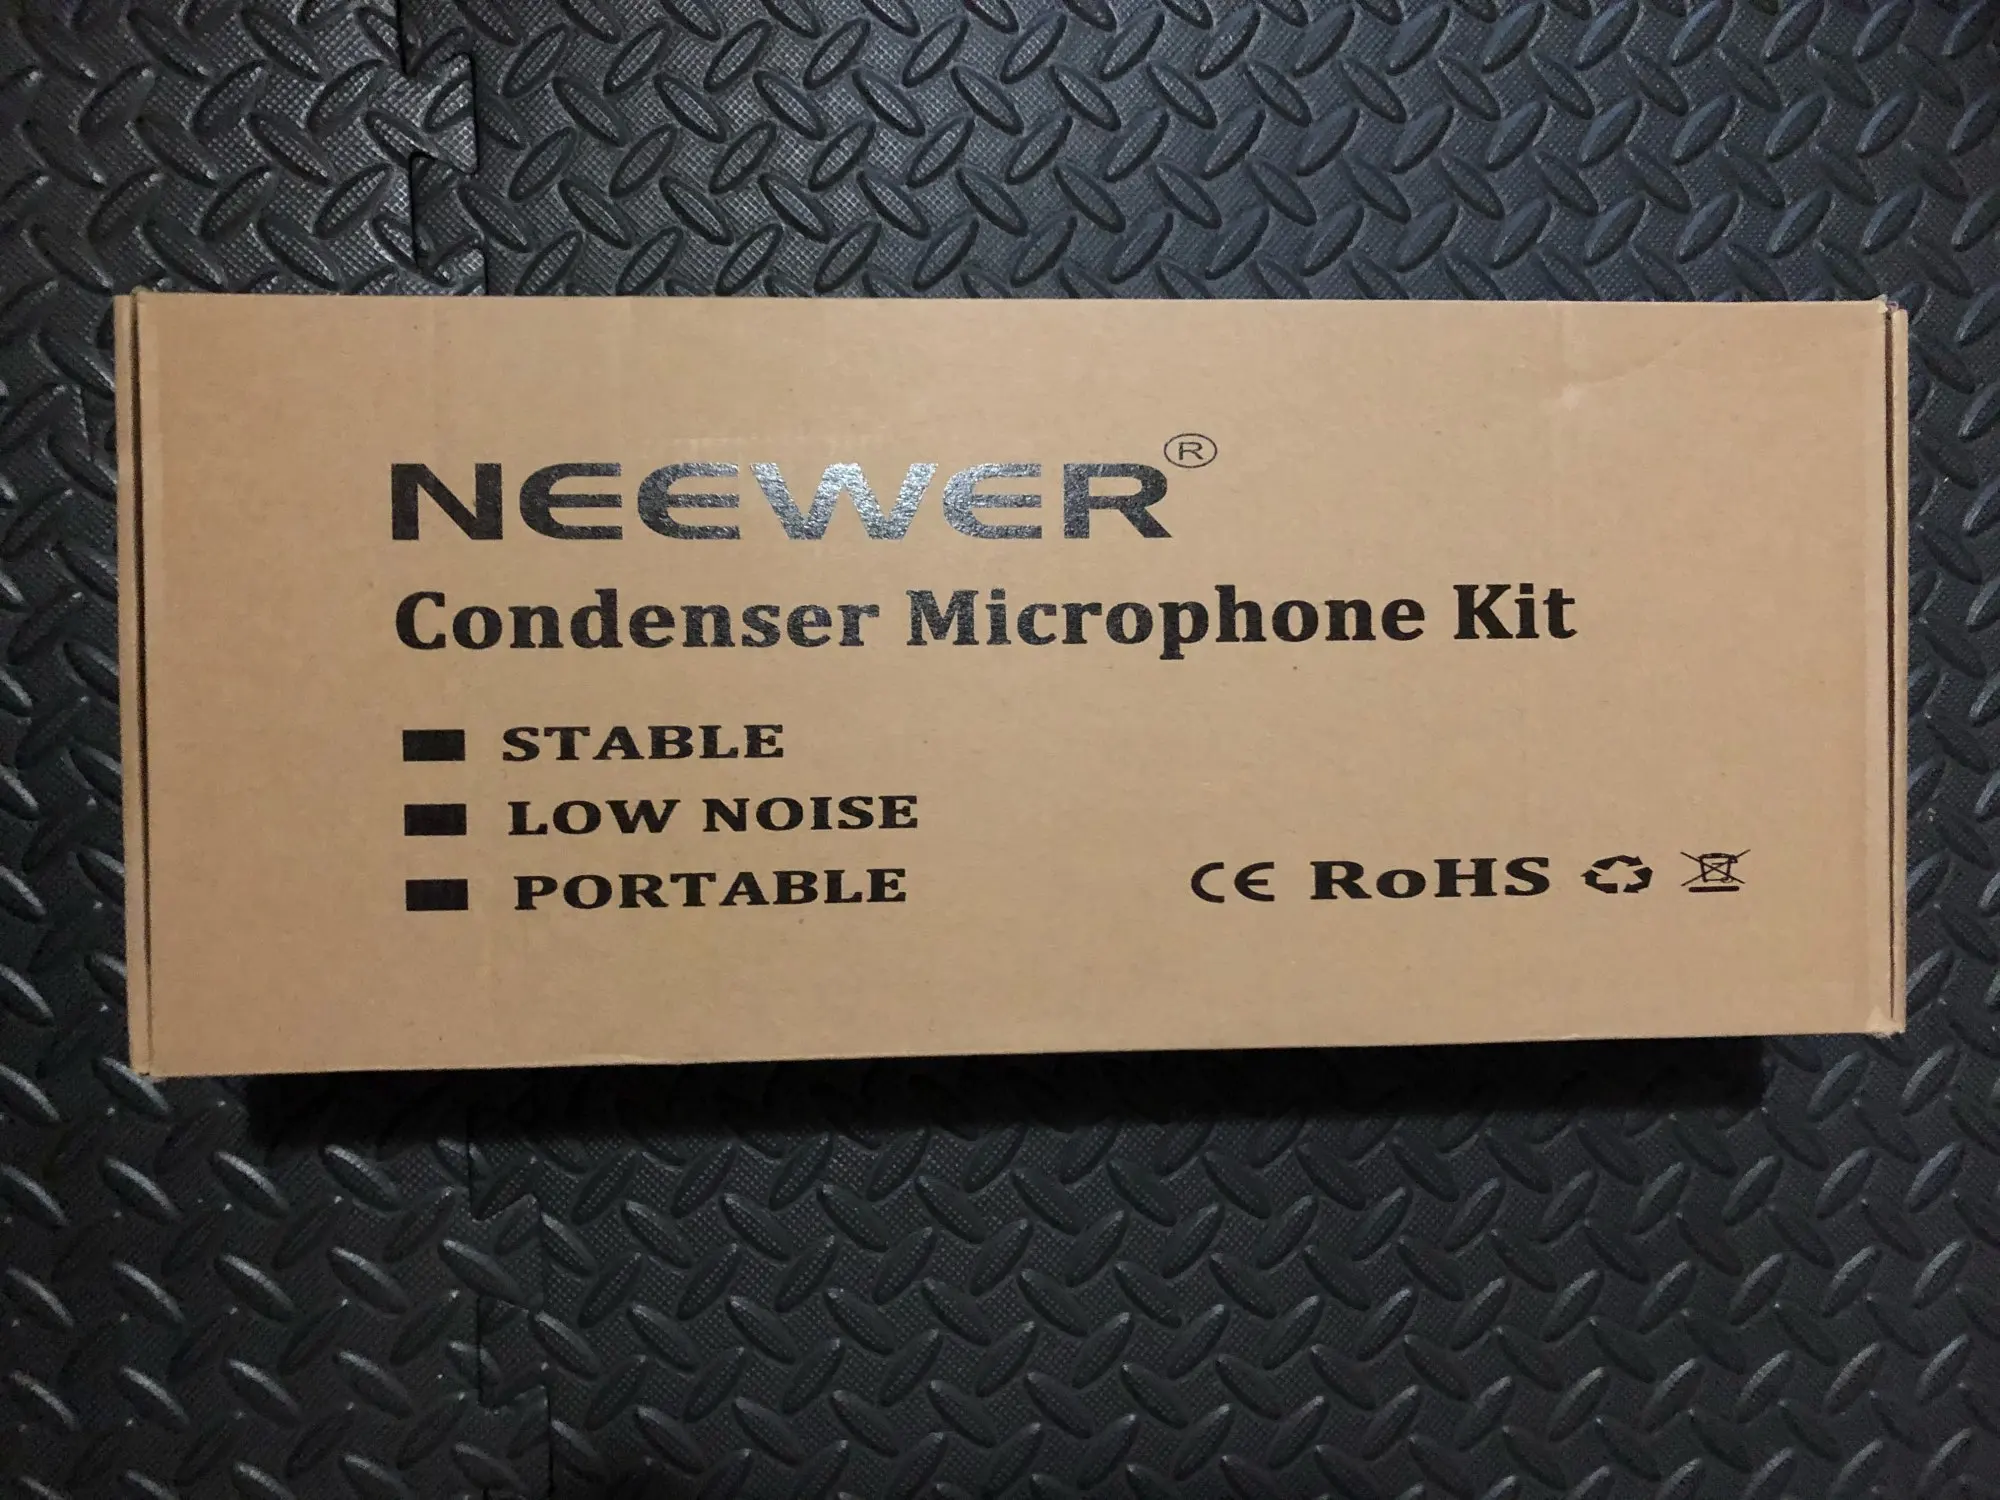 NEEWER®
Condenser Microphone Kit
STABLE
LOW NOISE
PORTABLE
CE RoHS